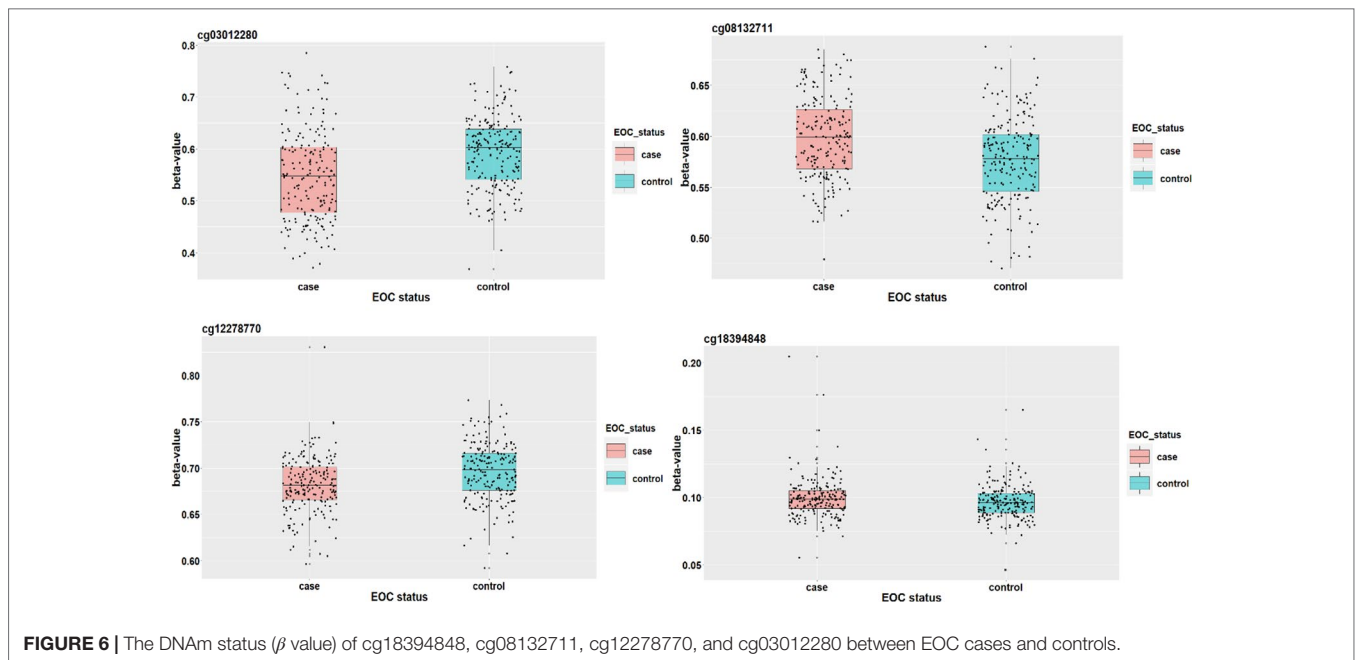 cg03012280
0.8
0.7
0.6
0.5
0.4
beta-value
case
control
EOC status
EOC_status
case
control
cg08132711
0.65
0.60
0.55
0.50
beta-value
case
control
EOC status
EOC_status
case
control
cg12278770
0.80
0.75
0.70
0.65
0.60
beta-value
case
control
EOC status
EOC_status
case
control
cg18394848
0.20
0.15
0.10
0.05
beta-value
case
control
EOC status
EOC_status
case
control
FIGURE 6 | The DNAm status (β value) of cg18394848, cg08132711, cg12278770, and cg03012280 between EOC cases and controls.